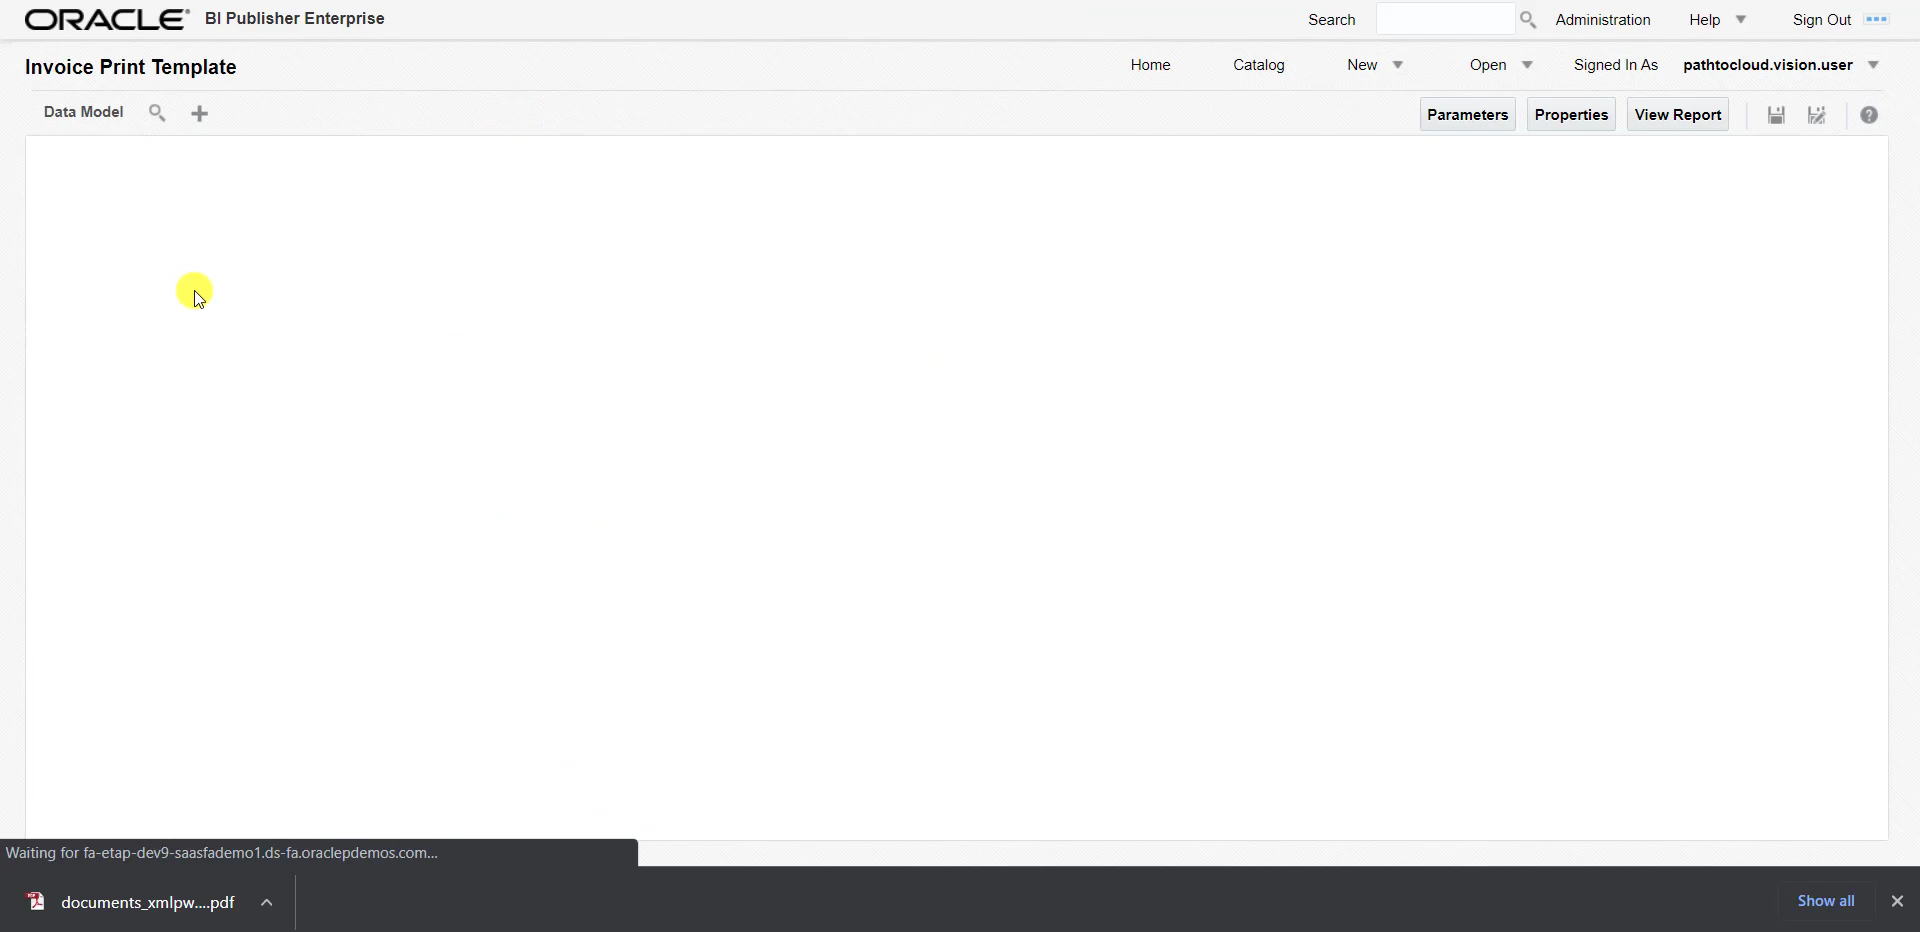 ORACLE® BI Publisher Enterprise Search Administration Help Sign Out
Invoice Print Template Home Catalog New Open Signed In As pathtocloud.vision.user
Data Model Parameters Properties View Report
Waiting for fa-etap-dev9-saasfademo1.ds-fa.oraclepdemos.com...
documents_xmlpw....pdf Show all